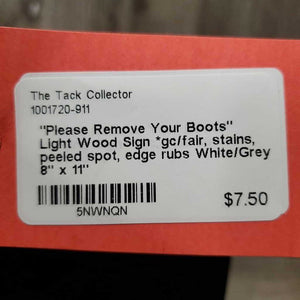 The Tack Collector
1001720-911
"Please Remove Your Boots"
Light Wood Sign *gc/fair, stains,
peeled spot, edge rubs White/Grey
8" x 11"
$7.50
5NWNQN